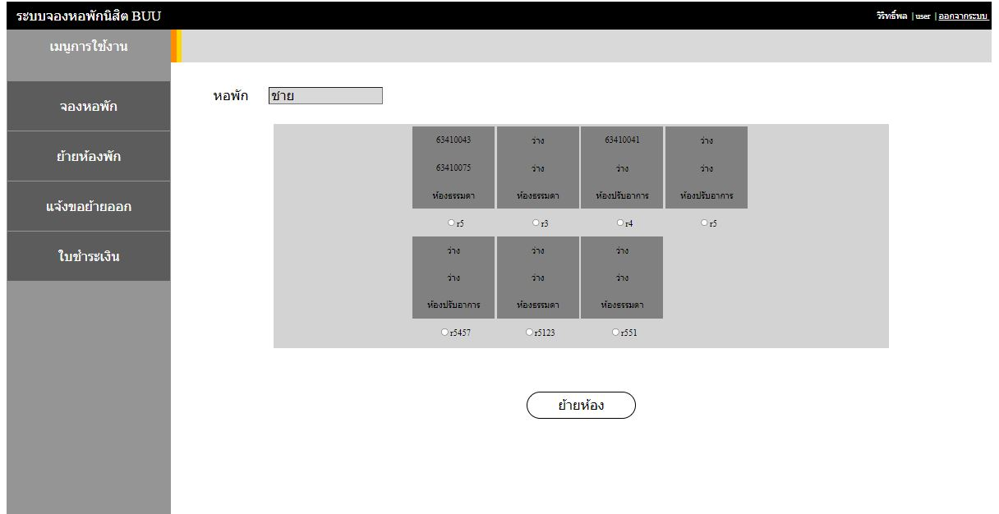 ระบบจองหอพักนิสิต BUU
วิริทธิ์พล |user |ออกจากระบบ
เมนูการใช้งาน
จองหอพัก
ย้ายห้องพัก
แจ้งขอย้ายออก
ใบชำระเงิน
หอพัก ชาย
63410043 ว่าง 63410041 ว่าง
63410075 ว่าง ว่าง ว่าง
ห้องธรรมดา ห้องธรรมดา ห้องปรับอาการ ห้องปรับอาการ
r5 r3 r4 r5
ว่าง ว่าง ว่าง
ว่าง ว่าง ว่าง
ห้องปรับอาการ ห้องธรรมดา ห้องธรรมดา
r5457 r5123 r551
ย้ายห้อง